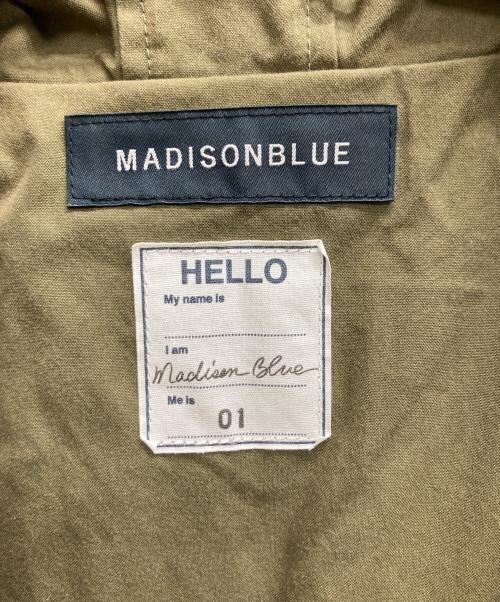 MADISONBLUE
HELLO
My name is
I am
Madison Blue
Me is
01